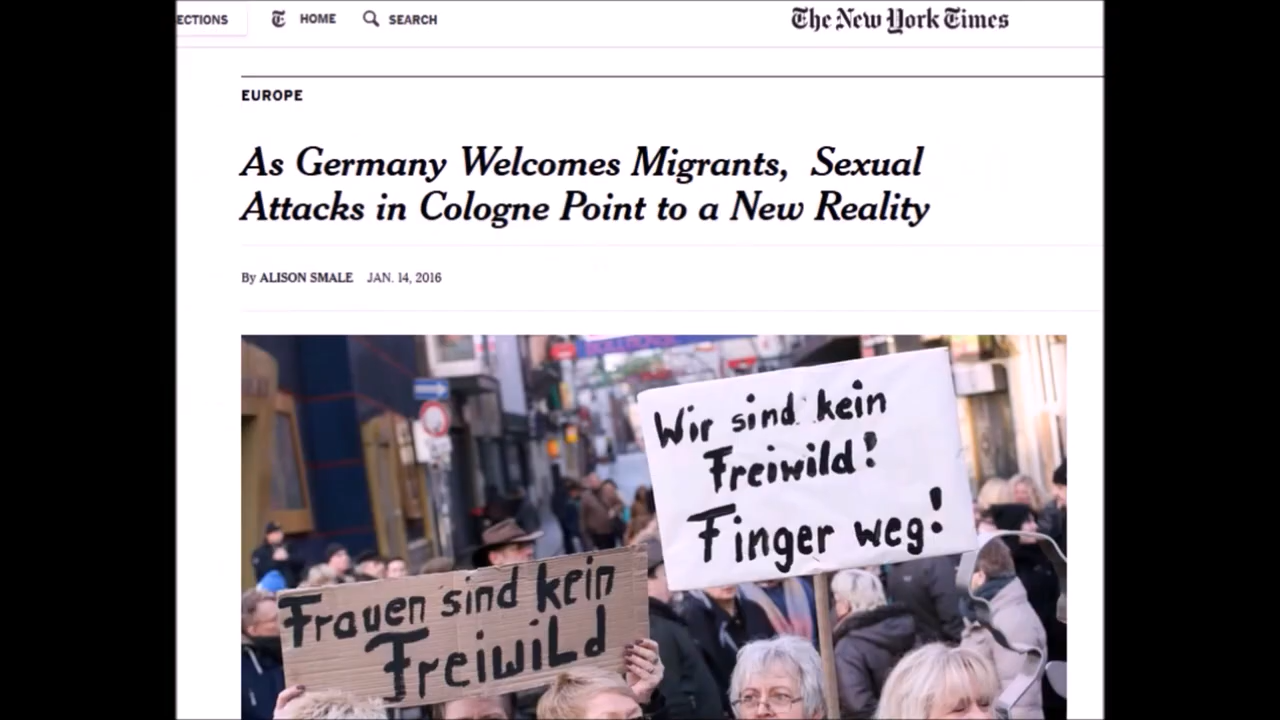 ECTIONS HOME SEARCH The New York Times
EUROPE
As Germany Welcomes Migrants, Sexual
Attacks in Cologne Point to a New Reality
By ALISON SMALE JAN. 14, 2016
Wir sind kein
Freiwild!
Finger weg!
Frauen sind kein
Freiwild